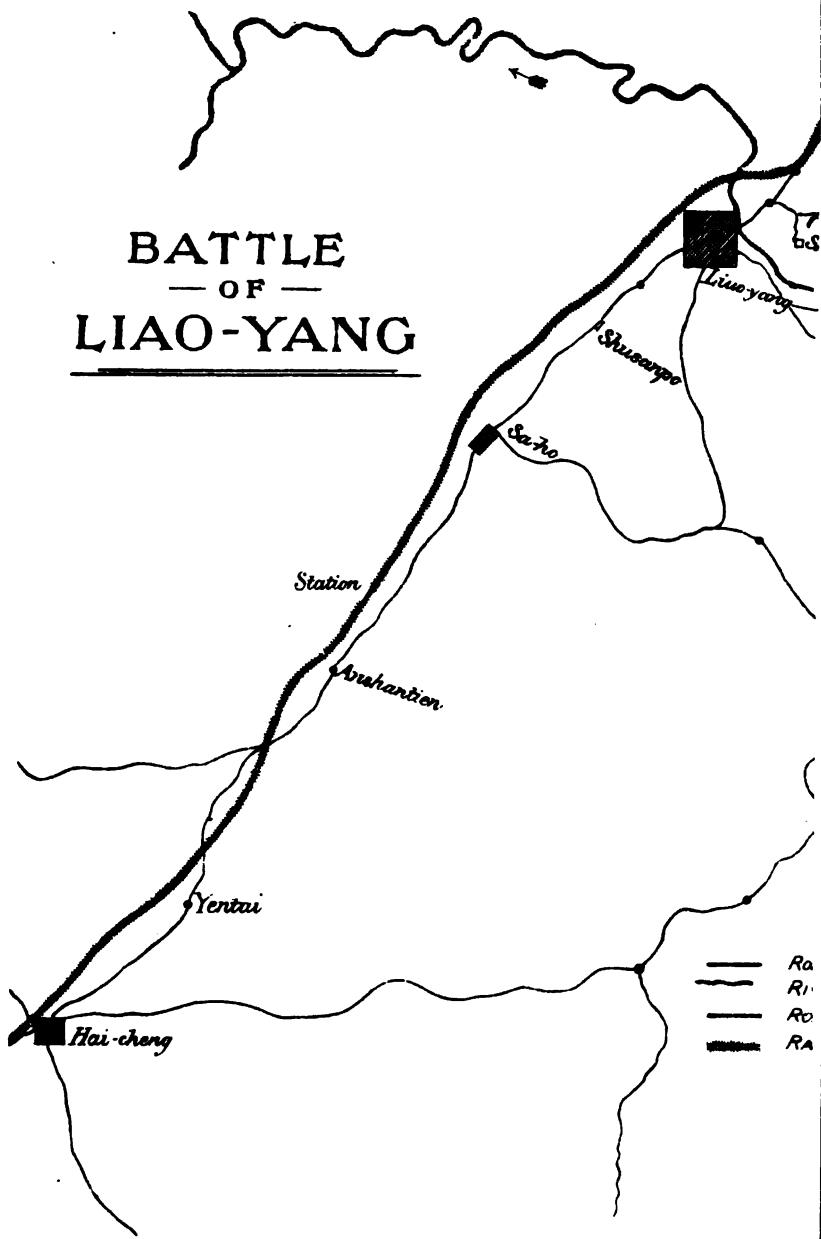 BATTLE
— OF —
LIAO-YANG
Liao-yang
Shusanpo
Sa-ho
Station
Anshantien
Yentai
Hai-cheng